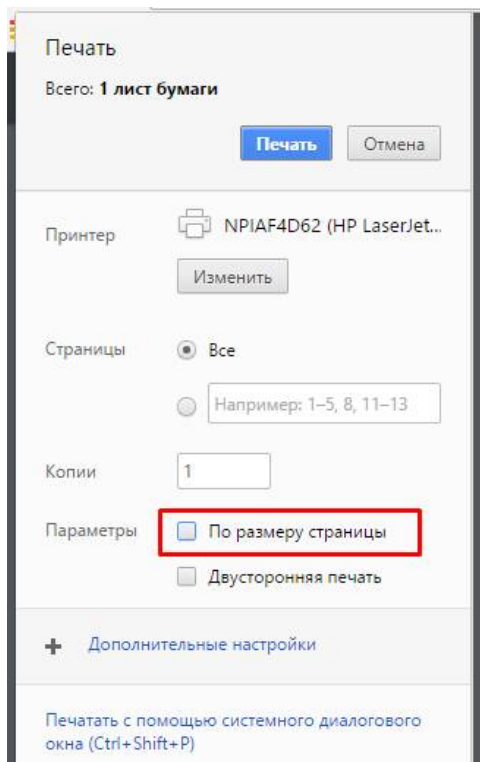 Печать
Всего: 1 лист бумаги
Печать Отмена
Принтер NPIAF4D62 (HP LaserJet...
Изменить
Страницы Все
Например: 1–5, 8, 11–13
Копии 1
Параметры По размеру страницы
Двусторонняя печать
+ Дополнительные настройки
Печатать с помощью системного диалогового
окна (Ctrl+Shift+P)